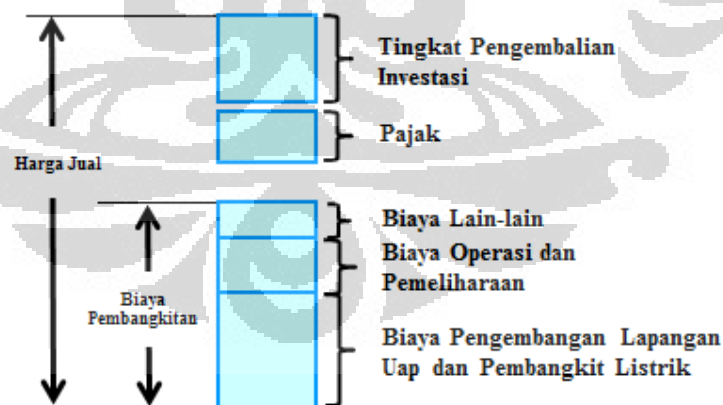 Tingkat Pengembalian
Investasi
Pajak
Harga Jual
Biaya Lain-lain
Biaya Operasi dan
Pemeliharaan
Biaya
Pembangkitan
Biaya Pengembangan Lapangan
Uap dan Pembangkit Listrik